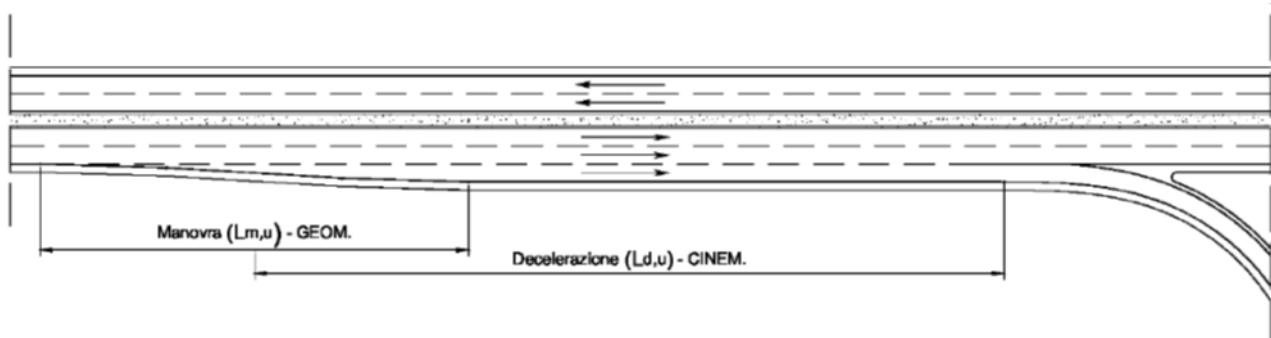 Manovra (Lm,u) - GEOM.
Decelerazione (Ld,u) - CINEM.